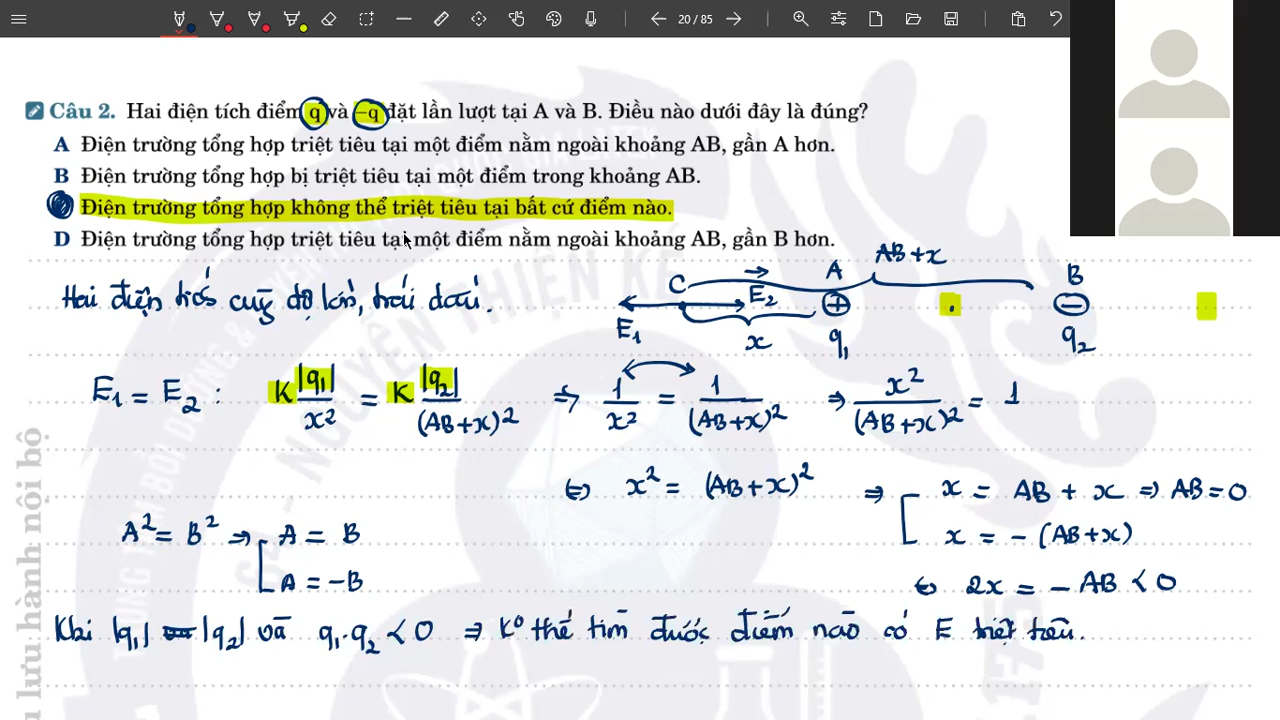 20 / 85
Câu 2. Hai điện tích điểm q và −q đặt lần lượt tại A và B. Điều nào dưới đây là đúng?
A Điện trường tổng hợp triệt tiêu tại một điểm nằm ngoài khoảng AB, gần A hơn.
B Điện trường tổng hợp bị triệt tiêu tại một điểm trong khoảng AB.
Điện trường tổng hợp không thể triệt tiêu tại bất cứ điểm nào.
D Điện trường tổng hợp triệt tiêu tại một điểm nằm ngoài khoảng AB, gần B hơn.
AB+x
C A B
Hai điện tích cùng độ lớn, trái dấu. E₂ + −
E₁ x q₁ q₂
E₁ = E₂ : K |q₁|/x² = K |q₂|/(AB+x)² ⇒ 1/x² = 1/(AB+x)² ⇒ x²/(AB+x)² = 1
⇔ x² = (AB+x)² ⇒ x = AB + x ⇒ AB = 0
A² = B² ⇒ A = B x = − (AB+x)
A = −B ⇔ 2x = − AB < 0
Khi |q₁| = |q₂| và q₁.q₂ < 0 ⇒ k° thể tìm được điểm nào có E triệt tiêu.
lưu hành nội bộ